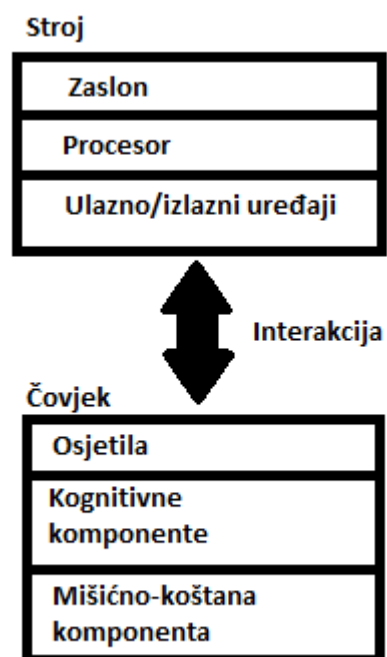 Stroj
Zaslon
Procesor
Ulazno/izlazni uređaji
Interakcija
Čovjek
Osjetila
Kognitivne
komponente
Mišićno-koštana
komponenta